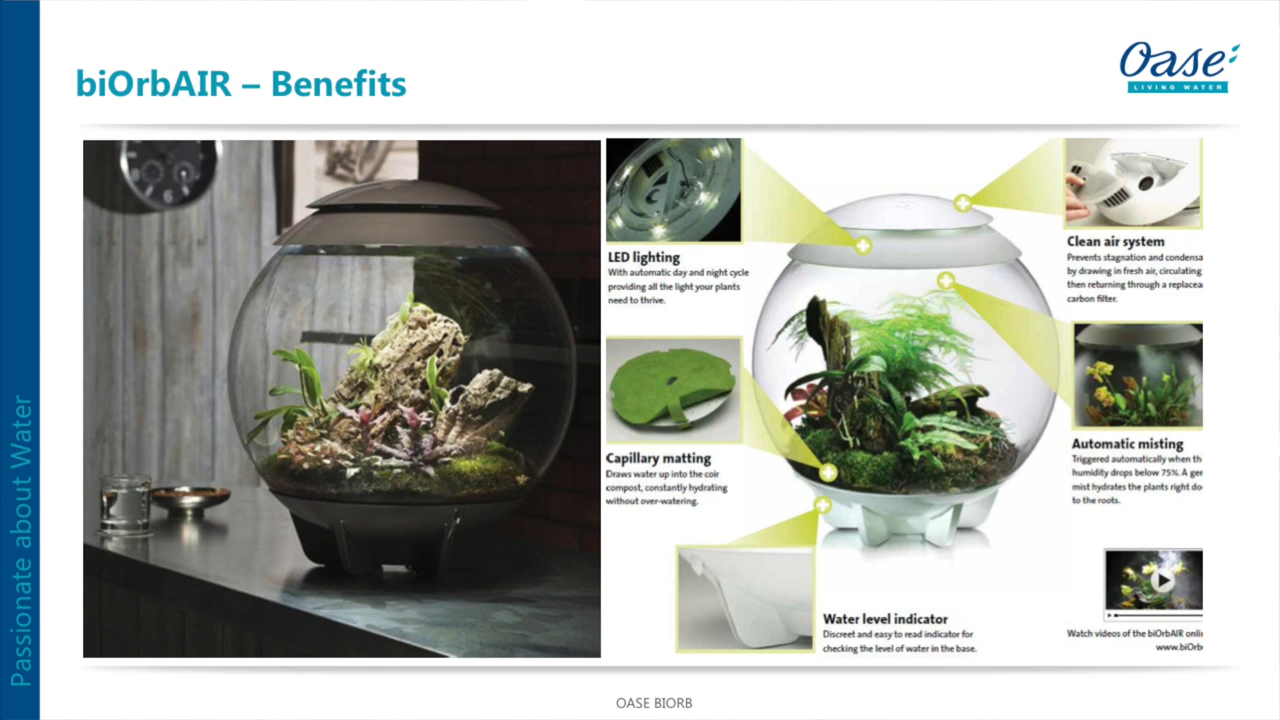 biOrbAIR – Benefits
Oase
LIVING WATER
Passionate about Water
LED lighting
With automatic day and night cycle
providing all the light your plants
need to thrive.
Clean air system
Prevents stagnation and condensa
by drawing in fresh air, circulating
then returning through a replacea
carbon filter.
Capillary matting
Draws water up into the coir
compost, constantly hydrating
without over-watering.
Automatic misting
Triggered automatically when th
humidity drops below 75%. A ger
mist hydrates the plants right do
to the roots.
Water level indicator
Discreet and easy to read indicator for
checking the level of water in the base.
Watch videos of the biOrbAIR onli
www.biOrb
OASE BIORB